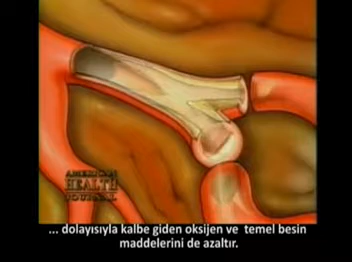 AMERICAN
HEALTH
JOURNAL
... dolayısıyla kalbe giden oksijen ve temel besin
maddelerini de azaltır.